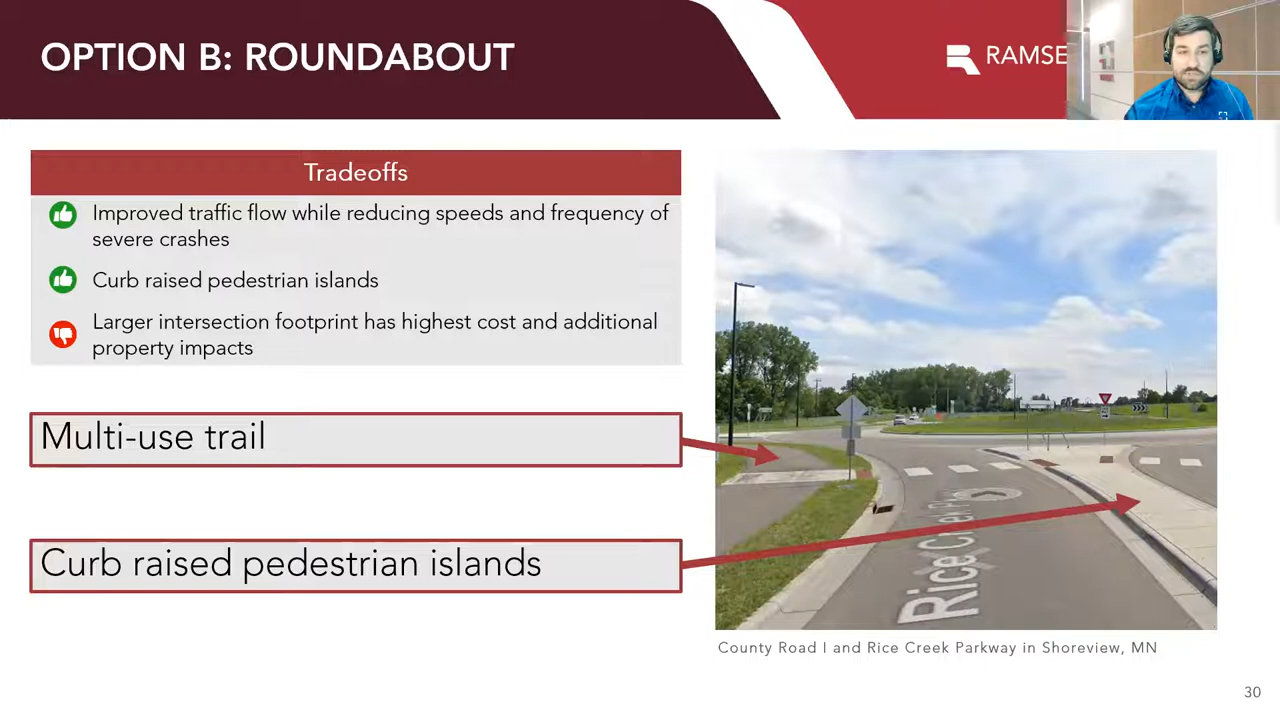 OPTION B: ROUNDABOUT
RAMSE
Tradeoffs
Improved traffic flow while reducing speeds and frequency of
severe crashes
Curb raised pedestrian islands
Larger intersection footprint has highest cost and additional
property impacts
Multi-use trail
Curb raised pedestrian islands
Rice
County Road I and Rice Creek Parkway in Shoreview, MN
30